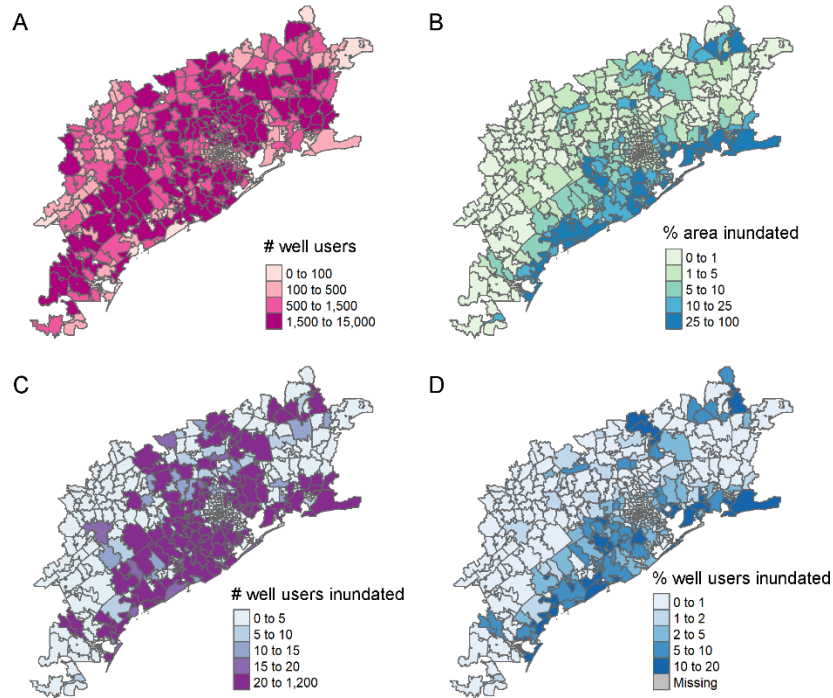 A
# well users
0 to 100
100 to 500
500 to 1,500
1,500 to 15,000
B
% area inundated
0 to 1
1 to 5
5 to 10
10 to 25
25 to 100
C
# well users inundated
0 to 5
5 to 10
10 to 15
15 to 20
20 to 1,200
D
% well users inundated
0 to 1
1 to 2
2 to 5
5 to 10
10 to 20
Missing